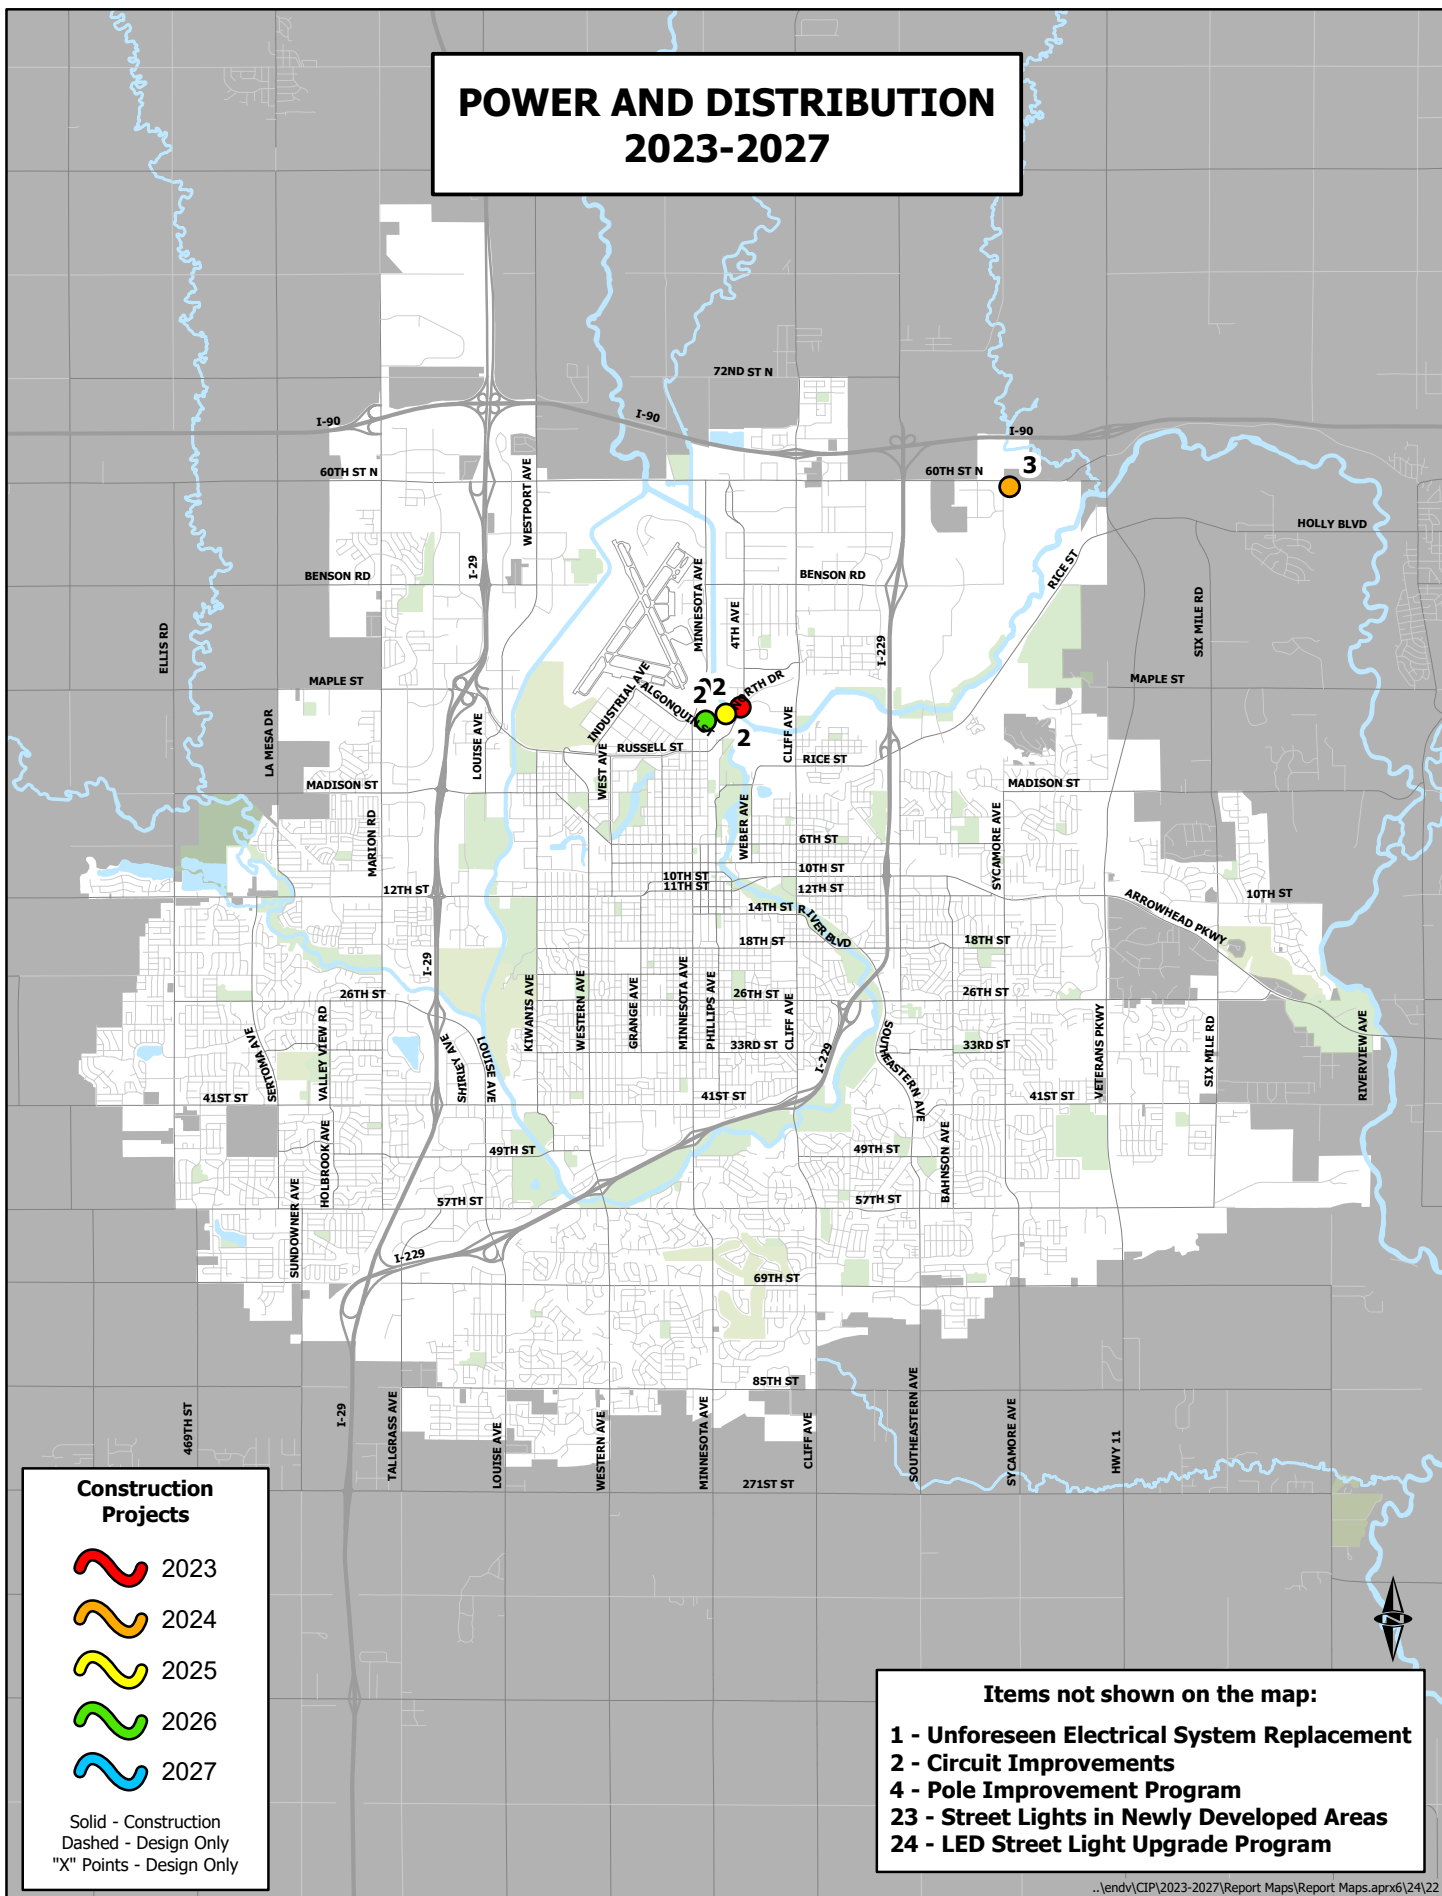 POWER AND DISTRIBUTION
2023-2027
72ND ST N
I-90
I-90
I-90
60TH ST N
60TH ST N
3
WESTPORT AVE
HOLLY BLVD
I-29
BENSON RD
BENSON RD
MINNESOTA AVE
4TH AVE
RICE ST
ELLIS RD
SIX MILE RD
I-229
MAPLE ST
MAPLE ST
INDUSTRIAL AVE
ALGONQUIN ST
NORTH DR
2
2
2
LA MESA DR
LOUISE AVE
RUSSELL ST
CLIFF AVE
RICE ST
WEST AVE
MADISON ST
MADISON ST
MARION RD
WEBER AVE
6TH ST
SYCAMORE AVE
10TH ST
10TH ST
11TH ST
12TH ST
12TH ST
10TH ST
ARROWHEAD PKWY
14TH ST
RIVER BLVD
18TH ST
18TH ST
I-29
KIWANIS AVE
WESTERN AVE
GRANGE AVE
MINNESOTA AVE
PHILLIPS AVE
26TH ST
26TH ST
26TH ST
CLIFF AVE
VALLEY VIEW RD
SERTOMA AVE
SHIRLEY AVE
LOUISE AVE
33RD ST
33RD ST
I-229
SOUTHEASTERN AVE
VETERANS PKWY
SIX MILE RD
RIVERVIEW AVE
41ST ST
41ST ST
41ST ST
HOLBROOK AVE
49TH ST
49TH ST
BAHNSON AVE
57TH ST
57TH ST
SUNDOWNER AVE
I-229
69TH ST
85TH ST
469TH ST
I-29
TALLGRASS AVE
LOUISE AVE
WESTERN AVE
MINNESOTA AVE
CLIFF AVE
SOUTHEASTERN AVE
SYCAMORE AVE
HWY 11
271ST ST
Construction
Projects
2023
2024
2025
2026
2027
Solid - Construction
Dashed - Design Only
"X" Points - Design Only
N
Items not shown on the map:
1 - Unforeseen Electrical System Replacement
2 - Circuit Improvements
4 - Pole Improvement Program
23 - Street Lights in Newly Developed Areas
24 - LED Street Light Upgrade Program
..\endv\CIP\2023-2027\Report Maps\Report Maps.aprx6\24\22